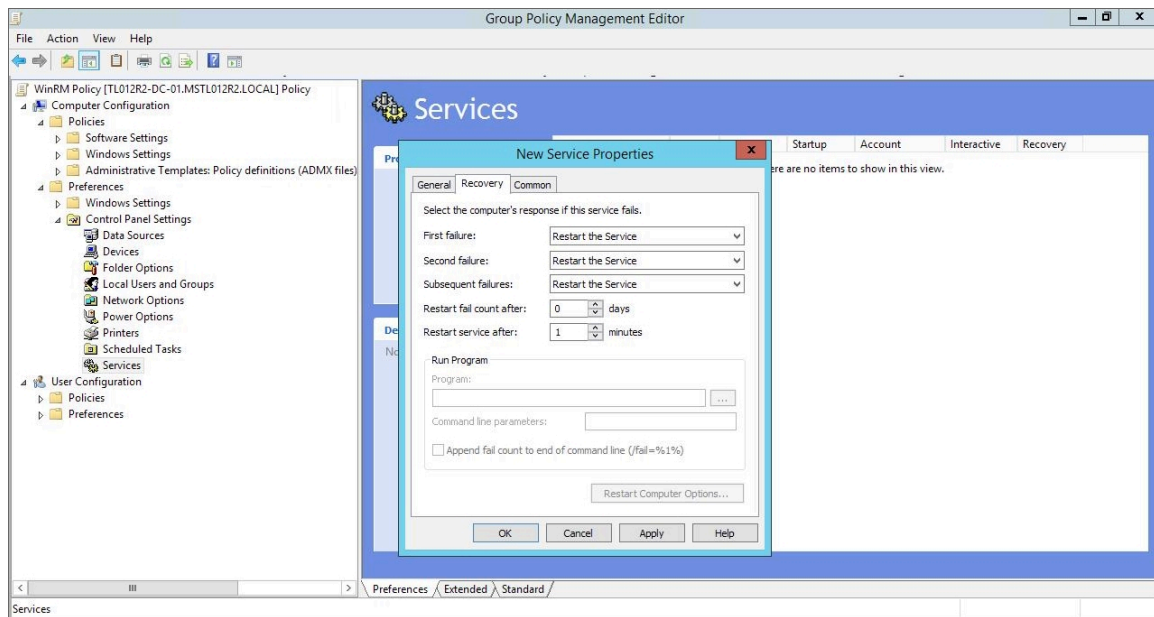 Group Policy Management Editor
File Action View Help
WinRM Policy [TL012R2-DC-01.MSTL012R2.LOCAL] Policy
Computer Configuration
Policies
Software Settings
Windows Settings
Administrative Templates: Policy definitions (ADMX files)
Preferences
Windows Settings
Control Panel Settings
Data Sources
Devices
Folder Options
Local Users and Groups
Network Options
Power Options
Printers
Scheduled Tasks
Services
User Configuration
Policies
Preferences
Services
Startup Account Interactive Recovery
ere are no items to show in this view.
Pro
De
No
New Service Properties
General Recovery Common
Select the computer's response if this service fails.
First failure: Restart the Service
Second failure: Restart the Service
Subsequent failures: Restart the Service
Restart fail count after: 0 days
Restart service after: 1 minutes
Run Program
Program:
...
Command line parameters:
Append fail count to end of command line (/fail=%1%)
Restart Computer Options...
OK Cancel Apply Help
Preferences Extended Standard
Services